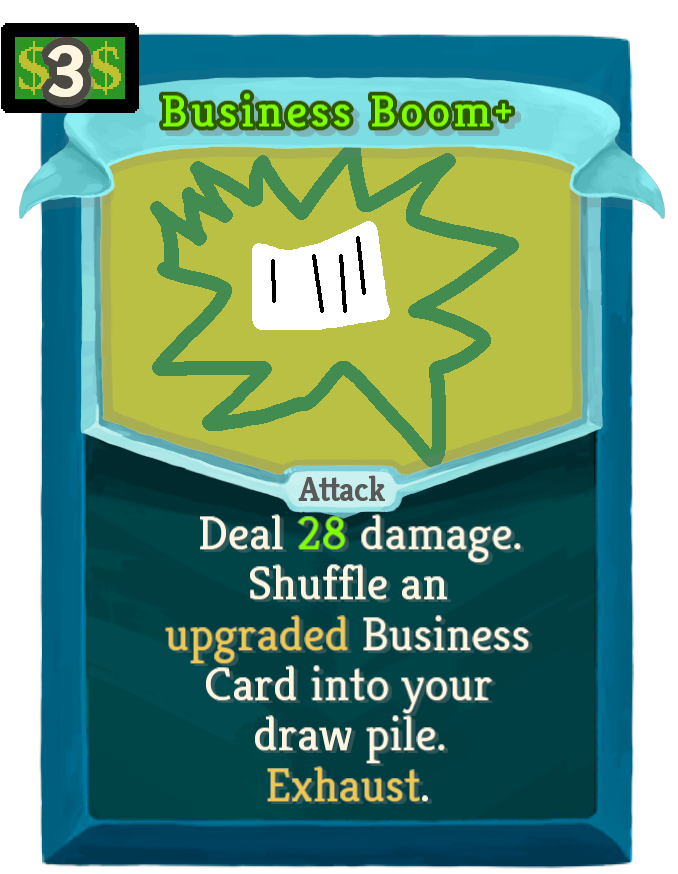 $3$
Business Boom+
Attack
Deal 28 damage.
Shuffle an
upgraded Business
Card into your
draw pile.
Exhaust.